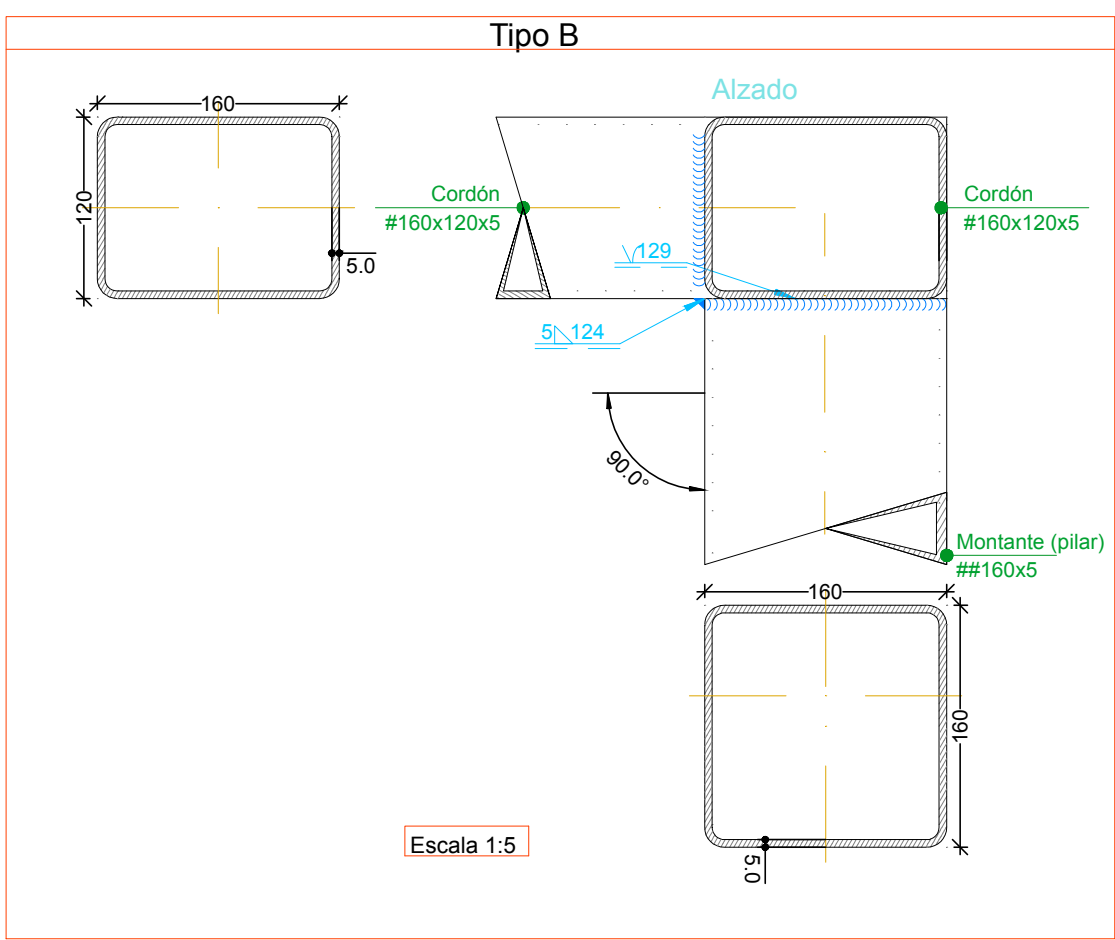 Tipo B
Alzado
160
120
5.0
Cordón
#160x120x5
Cordón
#160x120x5
129
5 124
90.0°
Montante (pilar)
##160x5
160
160
5.0
Escala 1:5